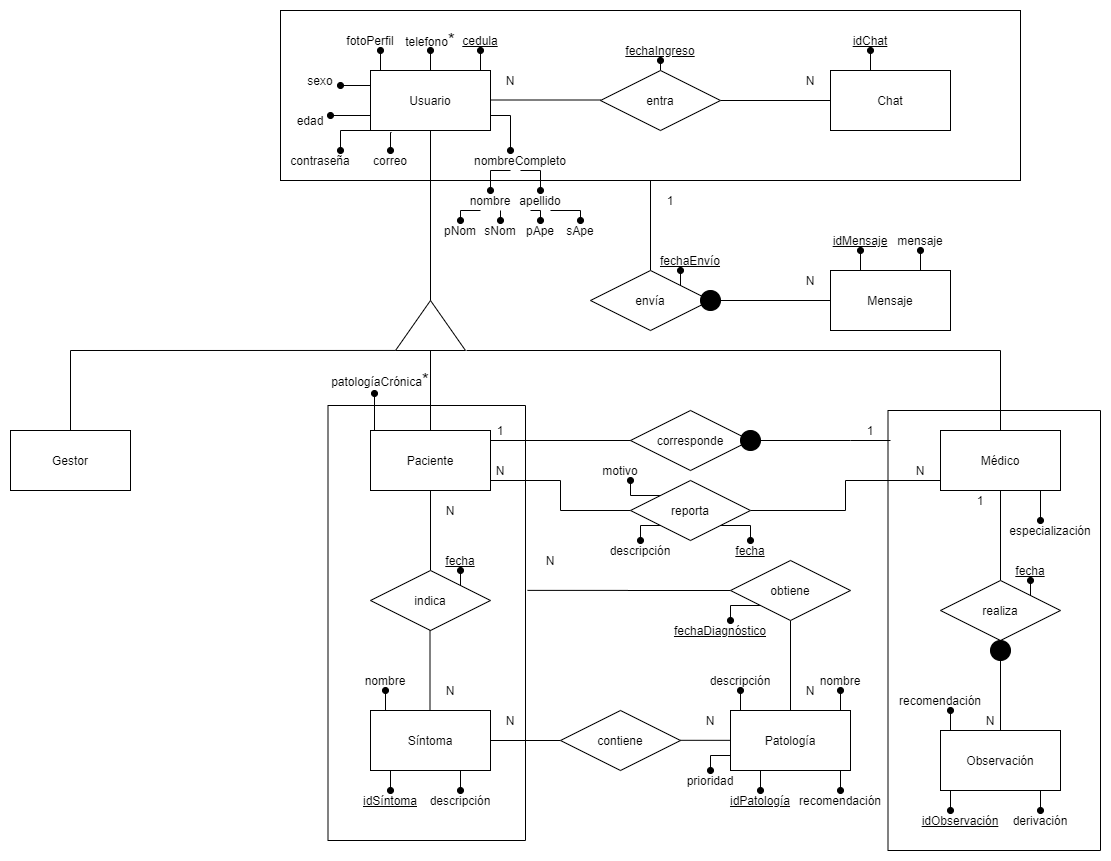 fotoPerfil telefono* cedula
fechaIngreso
idChat
sexo
N
N
Usuario
entra
Chat
edad
contraseña correo nombreCompleto
nombre apellido
1
pNom sNom pApe sApe
idMensaje mensaje
fechaEnvío
N
envía
Mensaje
patologíaCrónica*
1
corresponde
1
Gestor
Paciente
Médico
N
motivo
N
N
reporta
1
especialización
descripción
fecha
N
fecha
fecha
obtiene
indica
realiza
fechaDiagnóstico
nombre
N
descripción
N
nombre
recomendación
N
N
N
Síntoma
contiene
Patología
Observación
prioridad
idSíntoma descripción
idPatología recomendación
idObservación derivación